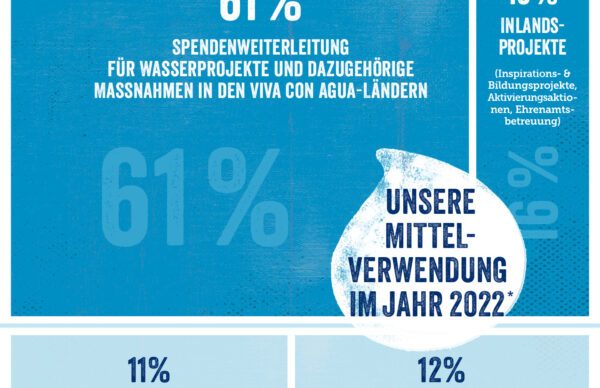 61%
SPENDENWEITERLEITUNG
FÜR WASSERPROJEKTE UND DAZUGEHÖRIGE
MASSNAHMEN IN DEN VIVA CON AGUA-LÄNDERN
61%
16%
INLANDS-
PROJEKTE
(Inspirations- &
Bildungsprojekte,
Aktivierungsaktio-
nen, Ehrenamts-
betreuung)
16%
UNSERE
MITTEL-
VERWENDUNG
IM JAHR 2022*
11%
12%